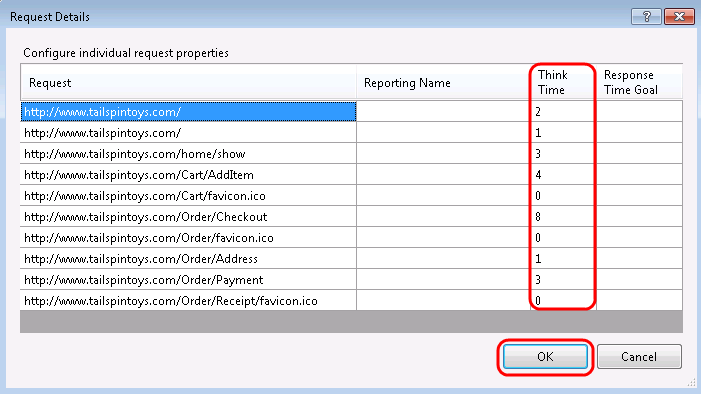 Request Details
Configure individual request properties
Request Reporting Name Think Time Response Time Goal
http://www.tailspintoys.com/ 2
http://www.tailspintoys.com/ 1
http://www.tailspintoys.com/home/show 3
http://www.tailspintoys.com/Cart/AddItem 4
http://www.tailspintoys.com/Cart/favicon.ico 0
http://www.tailspintoys.com/Order/Checkout 8
http://www.tailspintoys.com/Order/favicon.ico 0
http://www.tailspintoys.com/Order/Address 1
http://www.tailspintoys.com/Order/Payment 3
http://www.tailspintoys.com/Order/Receipt/favicon.ico 0
OK Cancel